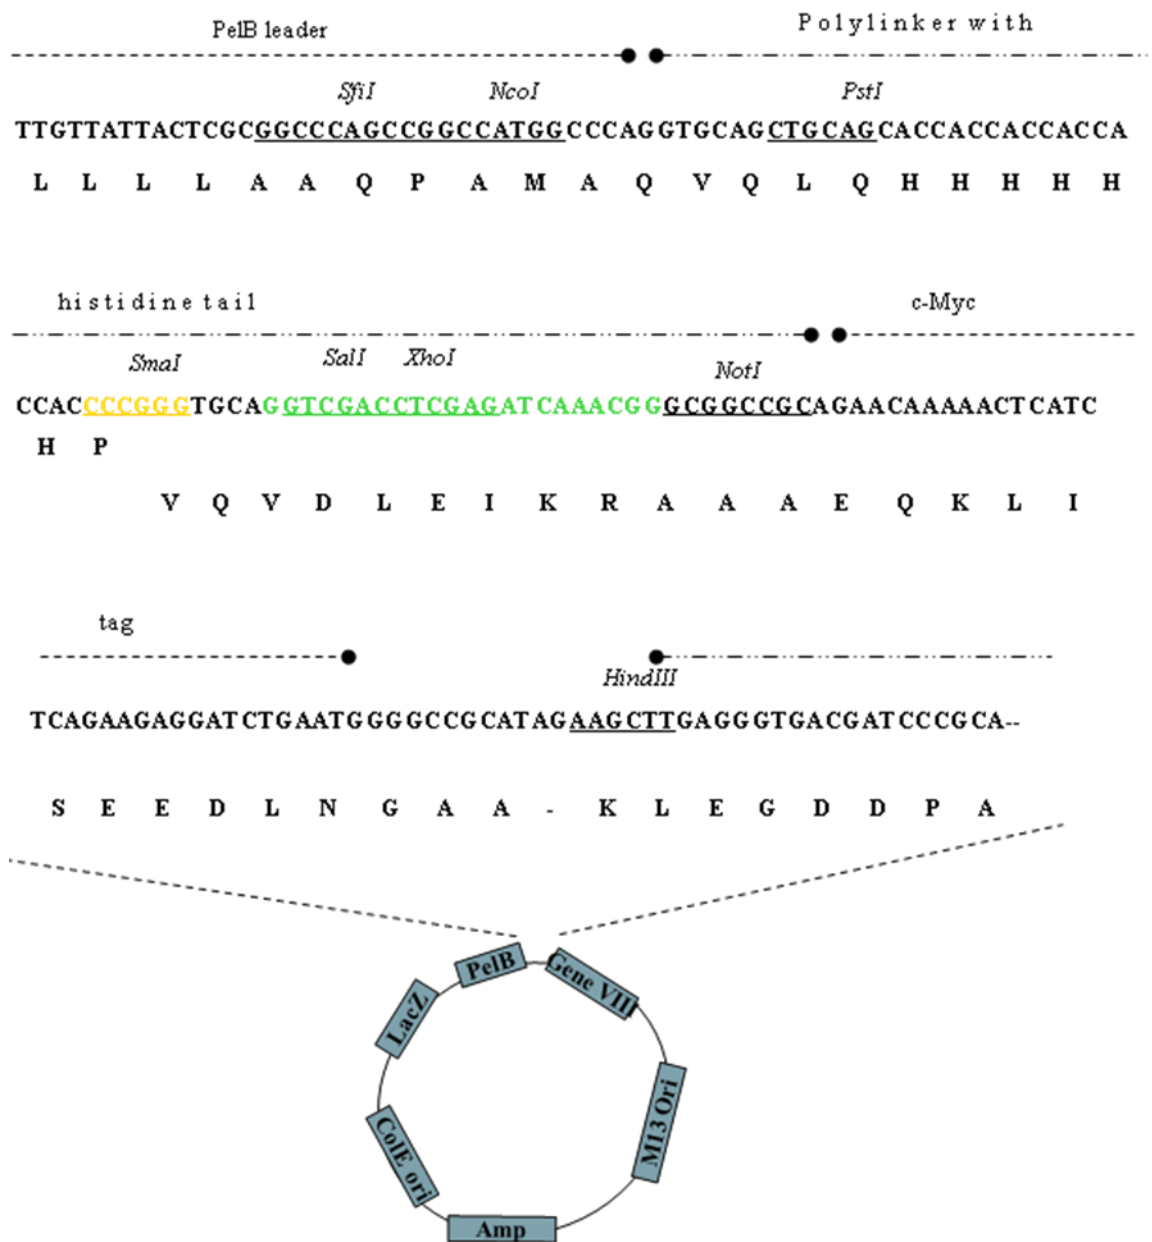 PelB leader Polylinker with
SfiI NcoI PstI
TTGTTATTACTCGCGGCCCAGCCGGCCATGGCCCAGGTGCAGCTGCAGCACCACCACCACCA
L L L L A A Q P A M A Q V Q L Q H H H H H
histidine tail c-Myc
SmaI SalI XhoI NotI
CCACCCCGGGTGCAGGTCGACCTCGAGATCAAACGGGCGGCCGCAGAACAAAAACTCATC
H P
V Q V D L E I K R A A A E Q K L I
tag
HindIII
TCAGAAGAGGATCTGAATGGGGCCGCATAGAAGCTTGAGGGTGACGATCCCGCA--
S E E D L N G A A - K L E G D D P A
PelB
Gene VIII
LacZ
M13 Ori
ColE ori
Amp